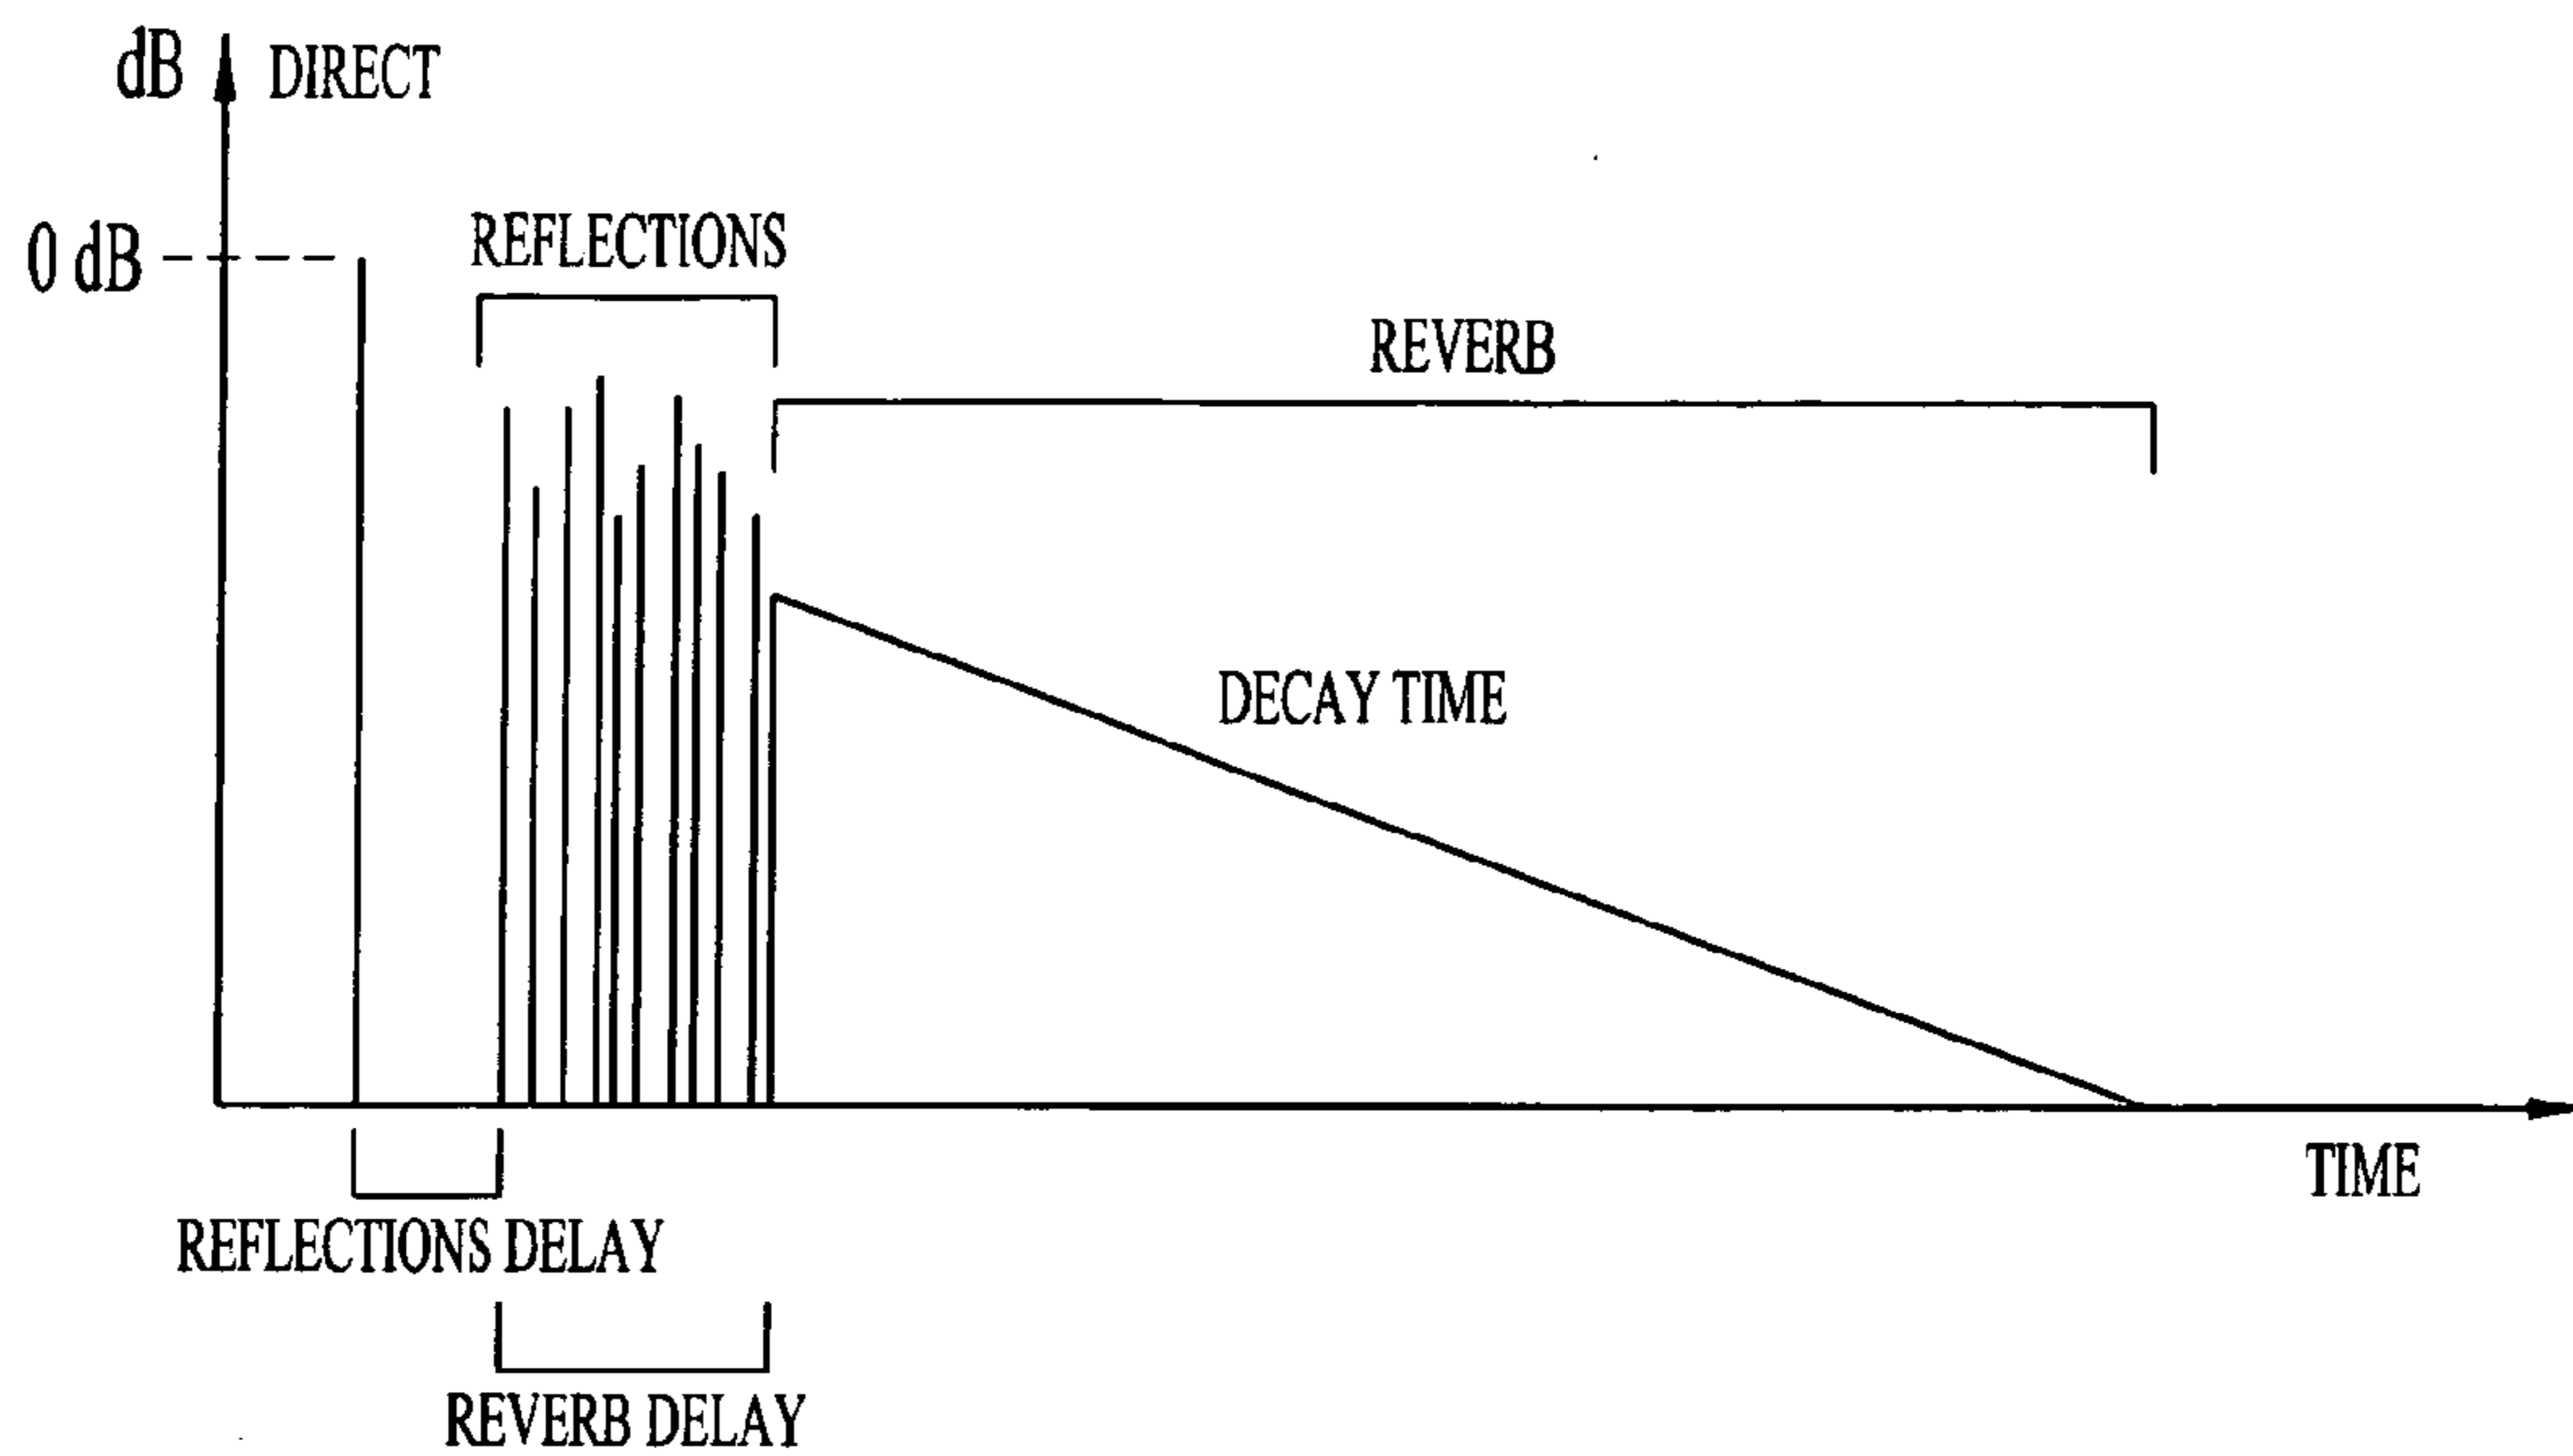 dB
DIRECT
0 dB
REFLECTIONS
REVERB
DECAY TIME
TIME
REFLECTIONS DELAY
REVERB DELAY